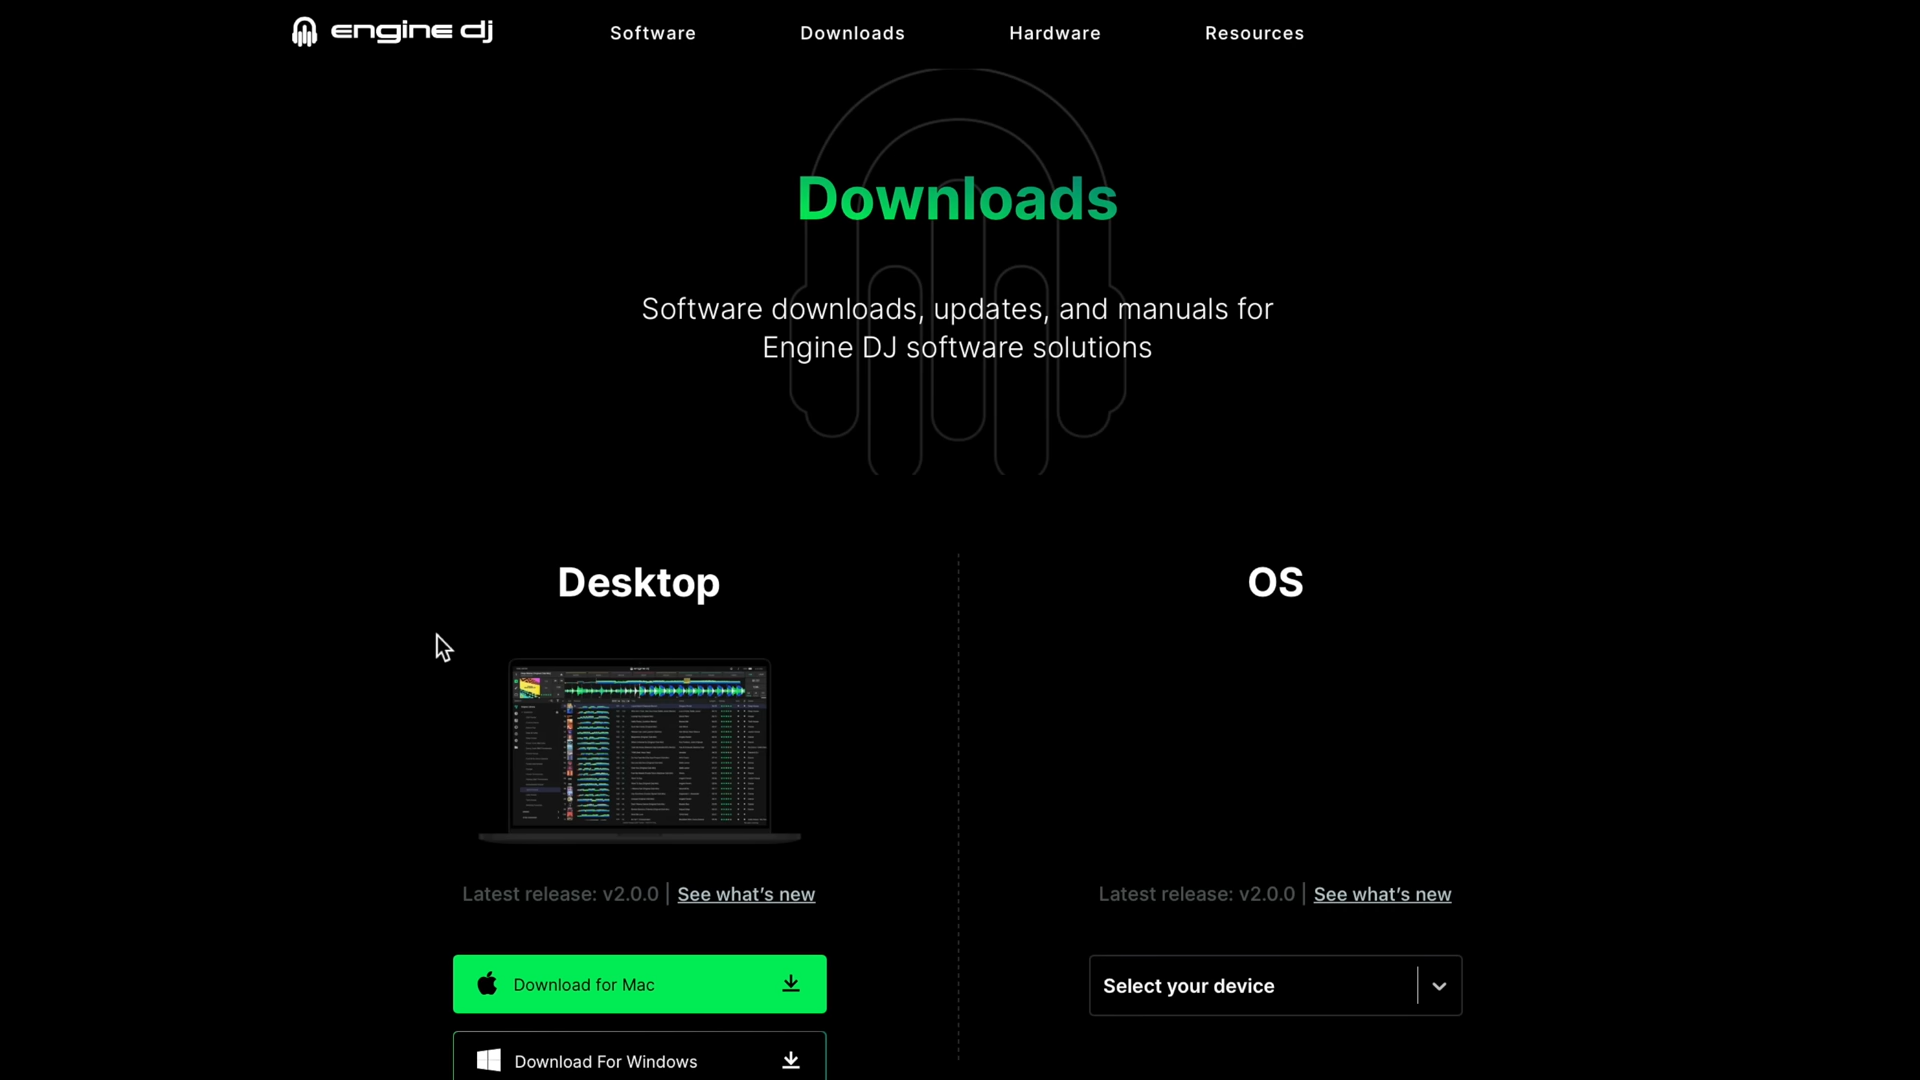 engine dj
Software
Downloads
Hardware
Resources
Downloads
Software downloads, updates, and manuals for
Engine DJ software solutions
Desktop
Latest release: v2.0.0 | See what’s new
Download for Mac
Download For Windows
OS
Latest release: v2.0.0 | See what’s new
Select your device